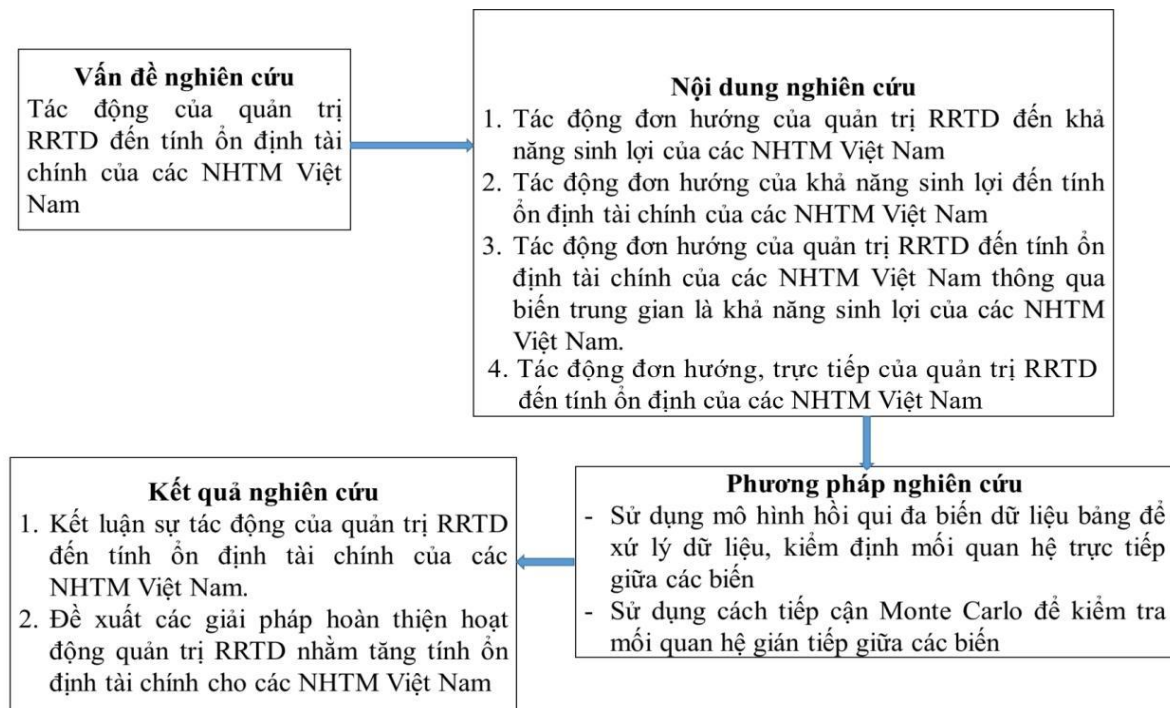 Vấn đề nghiên cứu
Tác động của quản trị
RRTD đến tính ổn định tài
chính của các NHTM Việt
Nam
Nội dung nghiên cứu
1. Tác động đơn hướng của quản trị RRTD đến khả
năng sinh lợi của các NHTM Việt Nam
2. Tác động đơn hướng của khả năng sinh lợi đến tính
ổn định tài chính của các NHTM Việt Nam
3. Tác động đơn hướng của quản trị RRTD đến tính ổn
định tài chính của các NHTM Việt Nam thông qua
biến trung gian là khả năng sinh lợi của các NHTM
Việt Nam.
4. Tác động đơn hướng, trực tiếp của quản trị RRTD
đến tính ổn định của các NHTM Việt Nam
Phương pháp nghiên cứu
- Sử dụng mô hình hồi qui đa biến dữ liệu bảng để
xứ lý dữ liệu, kiểm định mối quan hệ trực tiếp
giữa các biến
- Sử dụng cách tiếp cận Monte Carlo để kiểm tra
mối quan hệ gián tiếp giữa các biến
Kết quả nghiên cứu
1. Kết luận sự tác động của quản trị RRTD
đến tính ổn định tài chính của các
NHTM Việt Nam.
2. Đề xuất các giải pháp hoàn thiện hoạt
động quản trị RRTD nhằm tăng tính ổn
định tài chính cho các NHTM Việt Nam